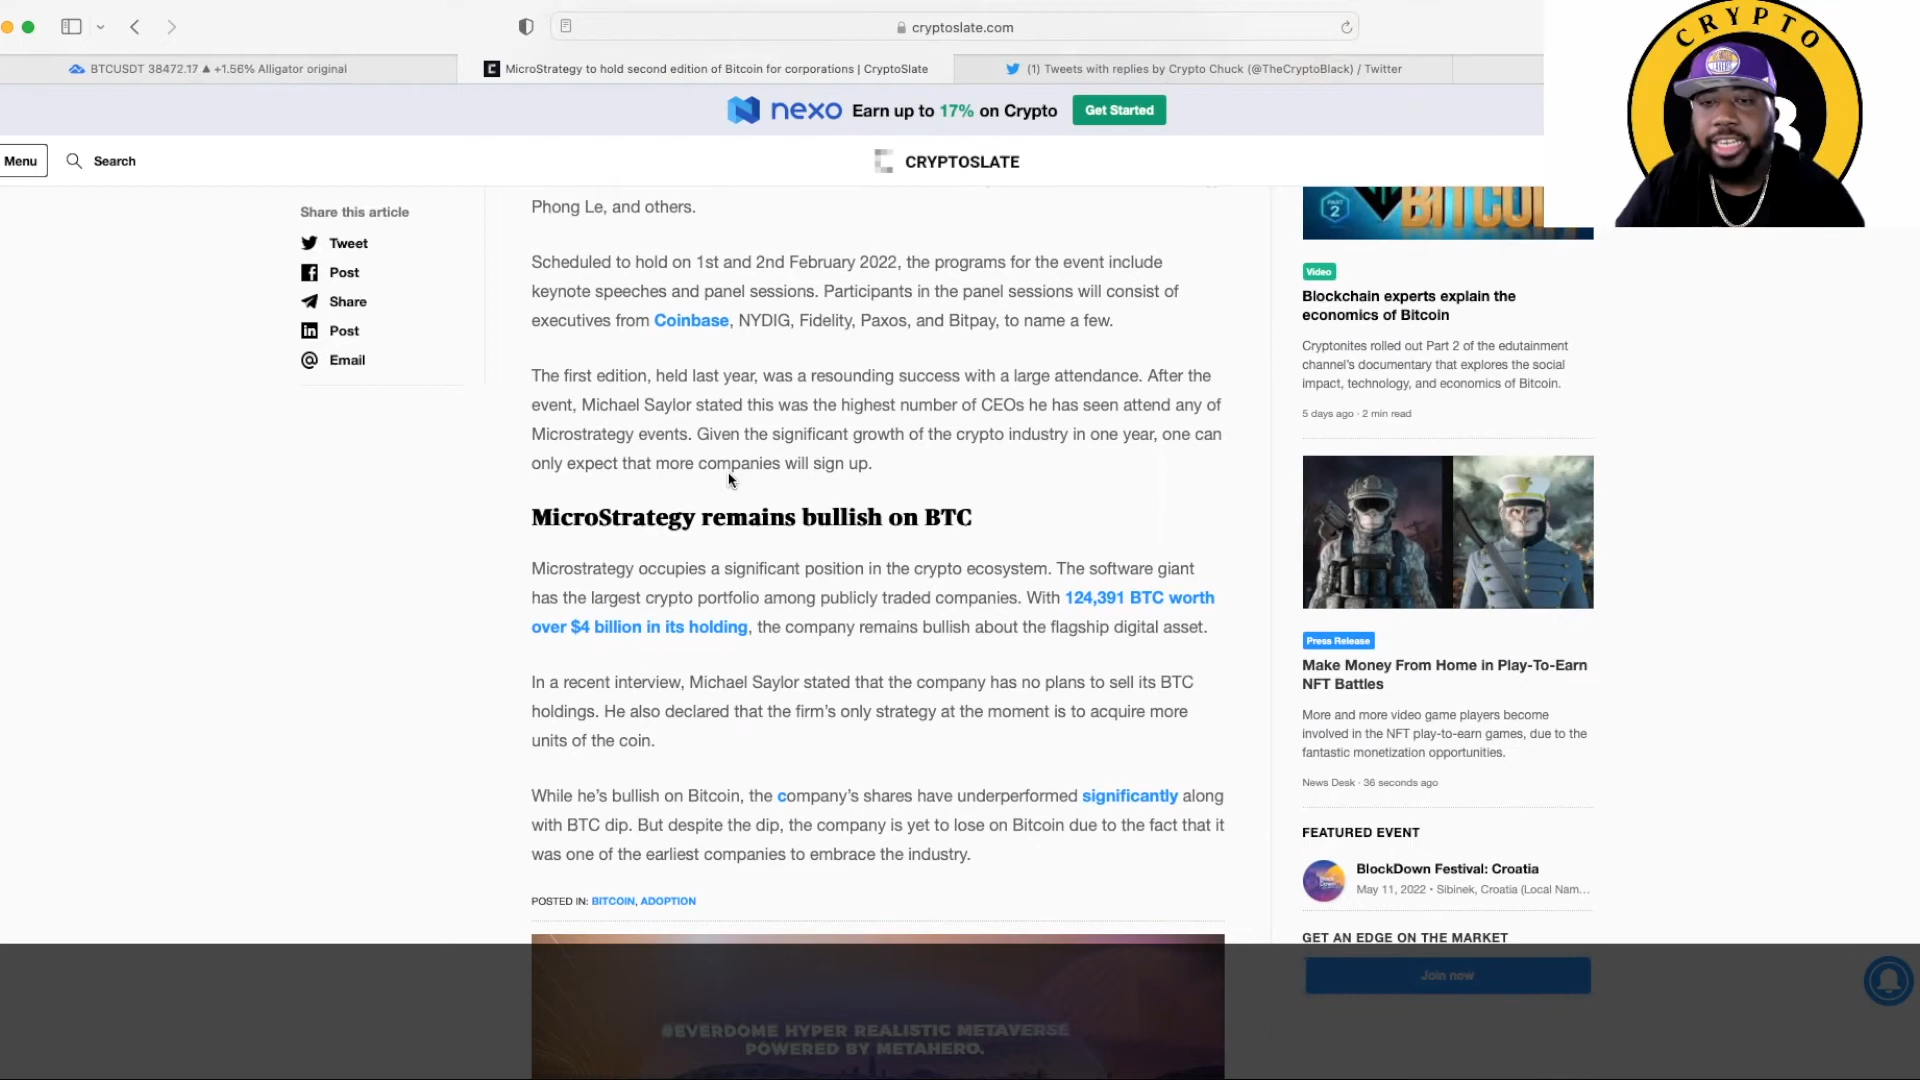 cryptoslate.com
BTCUSDT 38472.17 ▲ +1.56% Alligator original
MicroStrategy to hold second edition of Bitcoin for corporations | CryptoSlate
(1) Tweets with replies by Crypto Chuck (@TheCryptoBlack) / Twitter
CRYPTO
B
nexo Earn up to 17% on Crypto Get Started
Menu Search
CRYPTOSLATE
Share this article
Tweet
Post
Share
Post
Email
Phong Le, and others.
Scheduled to hold on 1st and 2nd February 2022, the programs for the event include
keynote speeches and panel sessions. Participants in the panel sessions will consist of
executives from Coinbase, NYDIG, Fidelity, Paxos, and Bitpay, to name a few.
The first edition, held last year, was a resounding success with a large attendance. After the
event, Michael Saylor stated this was the highest number of CEOs he has seen attend any of
Microstrategy events. Given the significant growth of the crypto industry in one year, one can
only expect that more companies will sign up.
MicroStrategy remains bullish on BTC
Microstrategy occupies a significant position in the crypto ecosystem. The software giant
has the largest crypto portfolio among publicly traded companies. With 124,391 BTC worth
over $4 billion in its holding, the company remains bullish about the flagship digital asset.
In a recent interview, Michael Saylor stated that the company has no plans to sell its BTC
holdings. He also declared that the firm's only strategy at the moment is to acquire more
units of the coin.
While he's bullish on Bitcoin, the company's shares have underperformed significantly along
with BTC dip. But despite the dip, the company is yet to lose on Bitcoin due to the fact that it
was one of the earliest companies to embrace the industry.
POSTED IN: BITCOIN, ADOPTION
#EVERDOME HYPER REALISTIC METAVERSE
POWERED BY METAHERO.
PART
2
Video
Blockchain experts explain the
economics of Bitcoin
Cryptonites rolled out Part 2 of the edutainment
channel's documentary that explores the social
impact, technology, and economics of Bitcoin.
5 days ago · 2 min read
Press Release
Make Money From Home in Play-To-Earn
NFT Battles
More and more video game players become
involved in the NFT play-to-earn games, due to the
fantastic monetization opportunities.
News Desk · 36 seconds ago
FEATURED EVENT
BlockDown Festival: Croatia
May 11, 2022 • Sibinek, Croatia (Local Nam...
GET AN EDGE ON THE MARKET
Join now